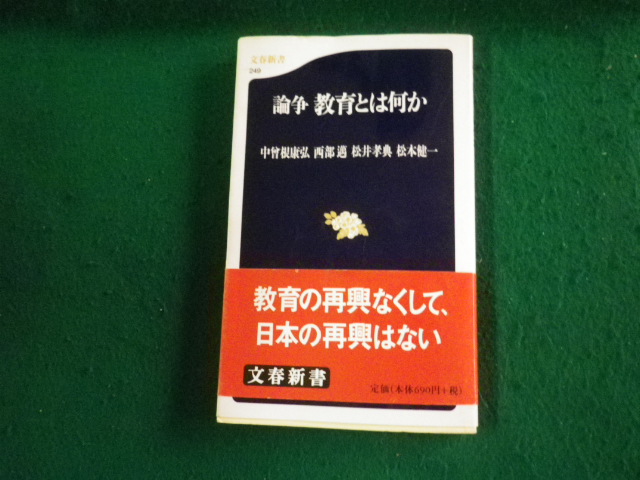 文春新書
249
論争 教育とは何か
中曾根康弘 西部 邁 松井孝典 松本健一
教育の再興なくして、
日本の再興はない
文春新書
定価(本体690円+税)